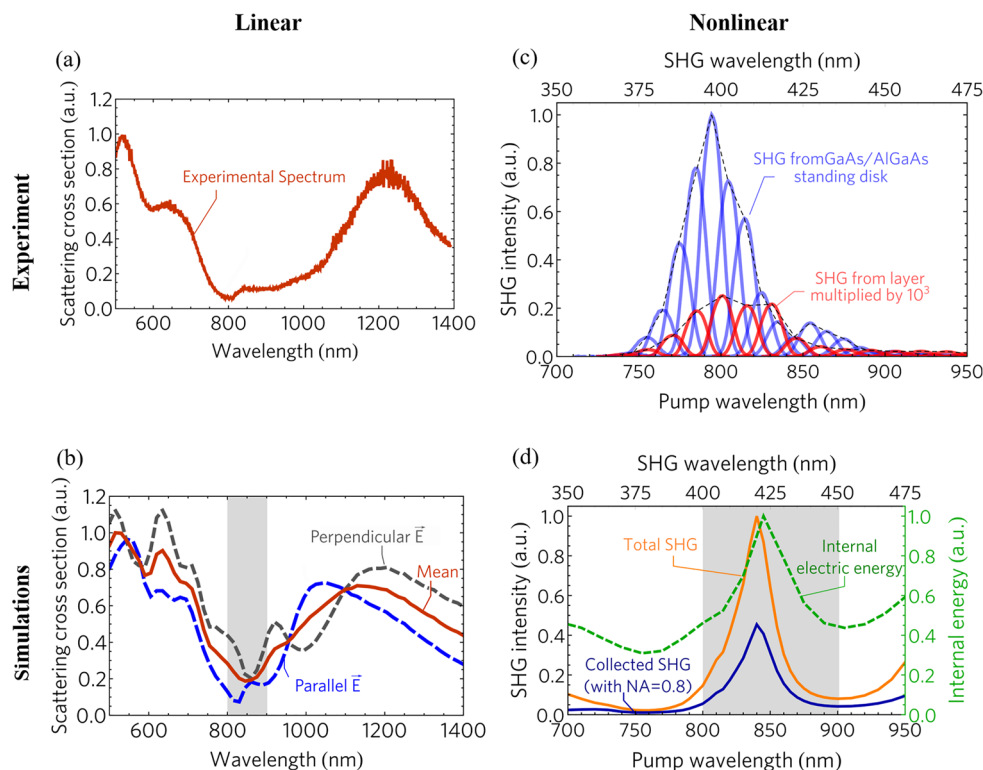 Linear
Nonlinear
Experiment
Simulations
(a)
Scattering cross section (a.u.)
1.2
1.0
0.8
0.6
0.4
0.2
0.0
Experimental Spectrum
600 800 1000 1200 1400
Wavelength (nm)
(c)
SHG wavelength (nm)
350 375 400 425 450 475
SHG intensity (a.u.)
1.0
0.8
0.6
0.4
0.2
0.0
SHG fromGaAs/AlGaAs
standing disk
SHG from layer
multiplied by 10³
700 750 800 850 900 950
Pump wavelength (nm)
(b)
Scattering cross section (a.u.)
1.2
1.0
0.8
0.6
0.4
0.2
0.0
Perpendicular E⃗
Mean
Parallel E⃗
600 800 1000 1200 1400
Wavelength (nm)
(d)
SHG wavelength (nm)
350 375 400 425 450 475
SHG intensity (a.u.)
1.0
0.8
0.6
0.4
0.2
0.0
Total SHG
Internal
electric energy
Collected SHG
(with NA=0.8)
1.0
0.8
0.6
0.4
0.2
0.0
Internal energy (a.u.)
700 750 800 850 900 950
Pump wavelength (nm)